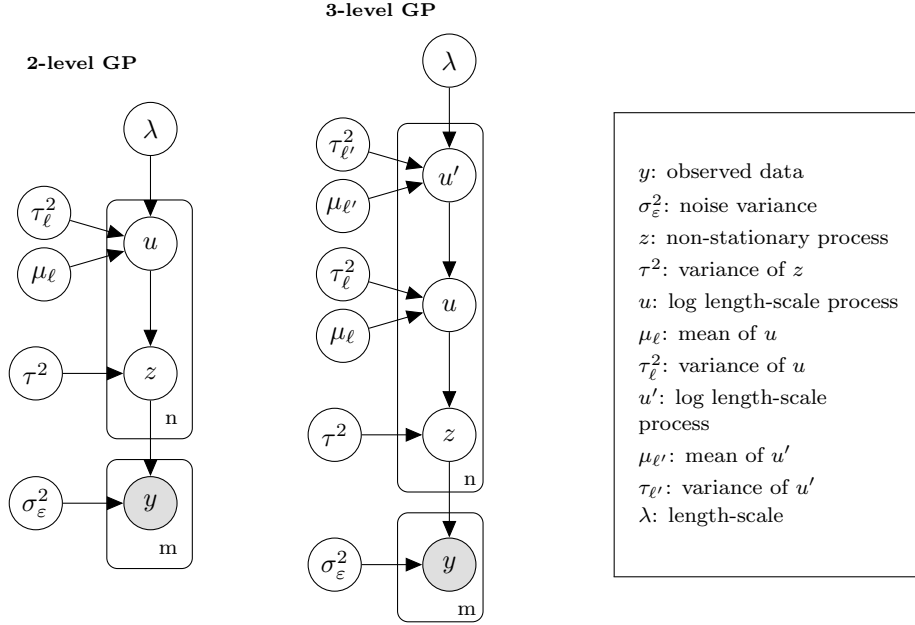 2-level GP
λ
τ²_ℓ
u
μ_ℓ
τ²
z
n
σ²_ε
y
m
3-level GP
λ
τ²_ℓ′
u′
μ_ℓ′
τ²_ℓ
u
μ_ℓ
τ²
z
n
σ²_ε
y
m
y: observed data
σ²_ε: noise variance
z: non-stationary process
τ²: variance of z
u: log length-scale process
μ_ℓ: mean of u
τ²_ℓ: variance of u
u′: log length-scale
process
μ_ℓ′: mean of u′
τ_ℓ′: variance of u′
λ: length-scale